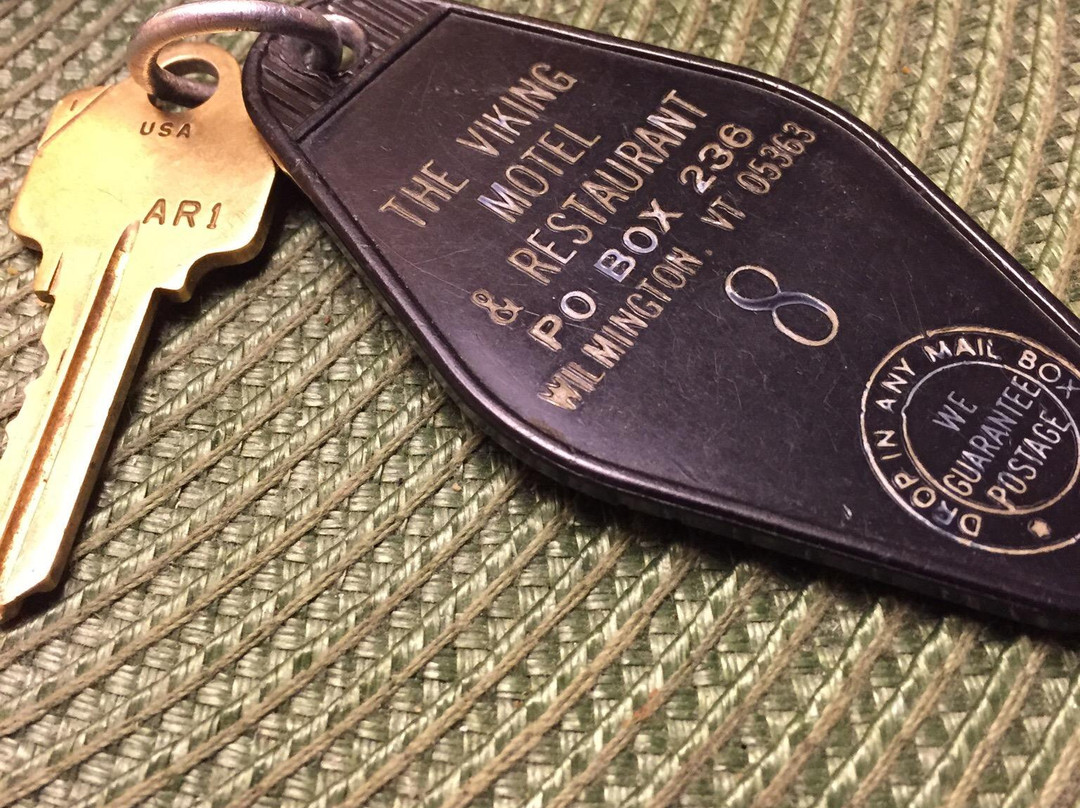 USA
AR1
THE VIKING
MOTEL
& RESTAURANT
PO BOX 236
WILMINGTON. VT 05363
8
DROP IN ANY MAIL BOX
WE
GUARANTEE
POSTAGE